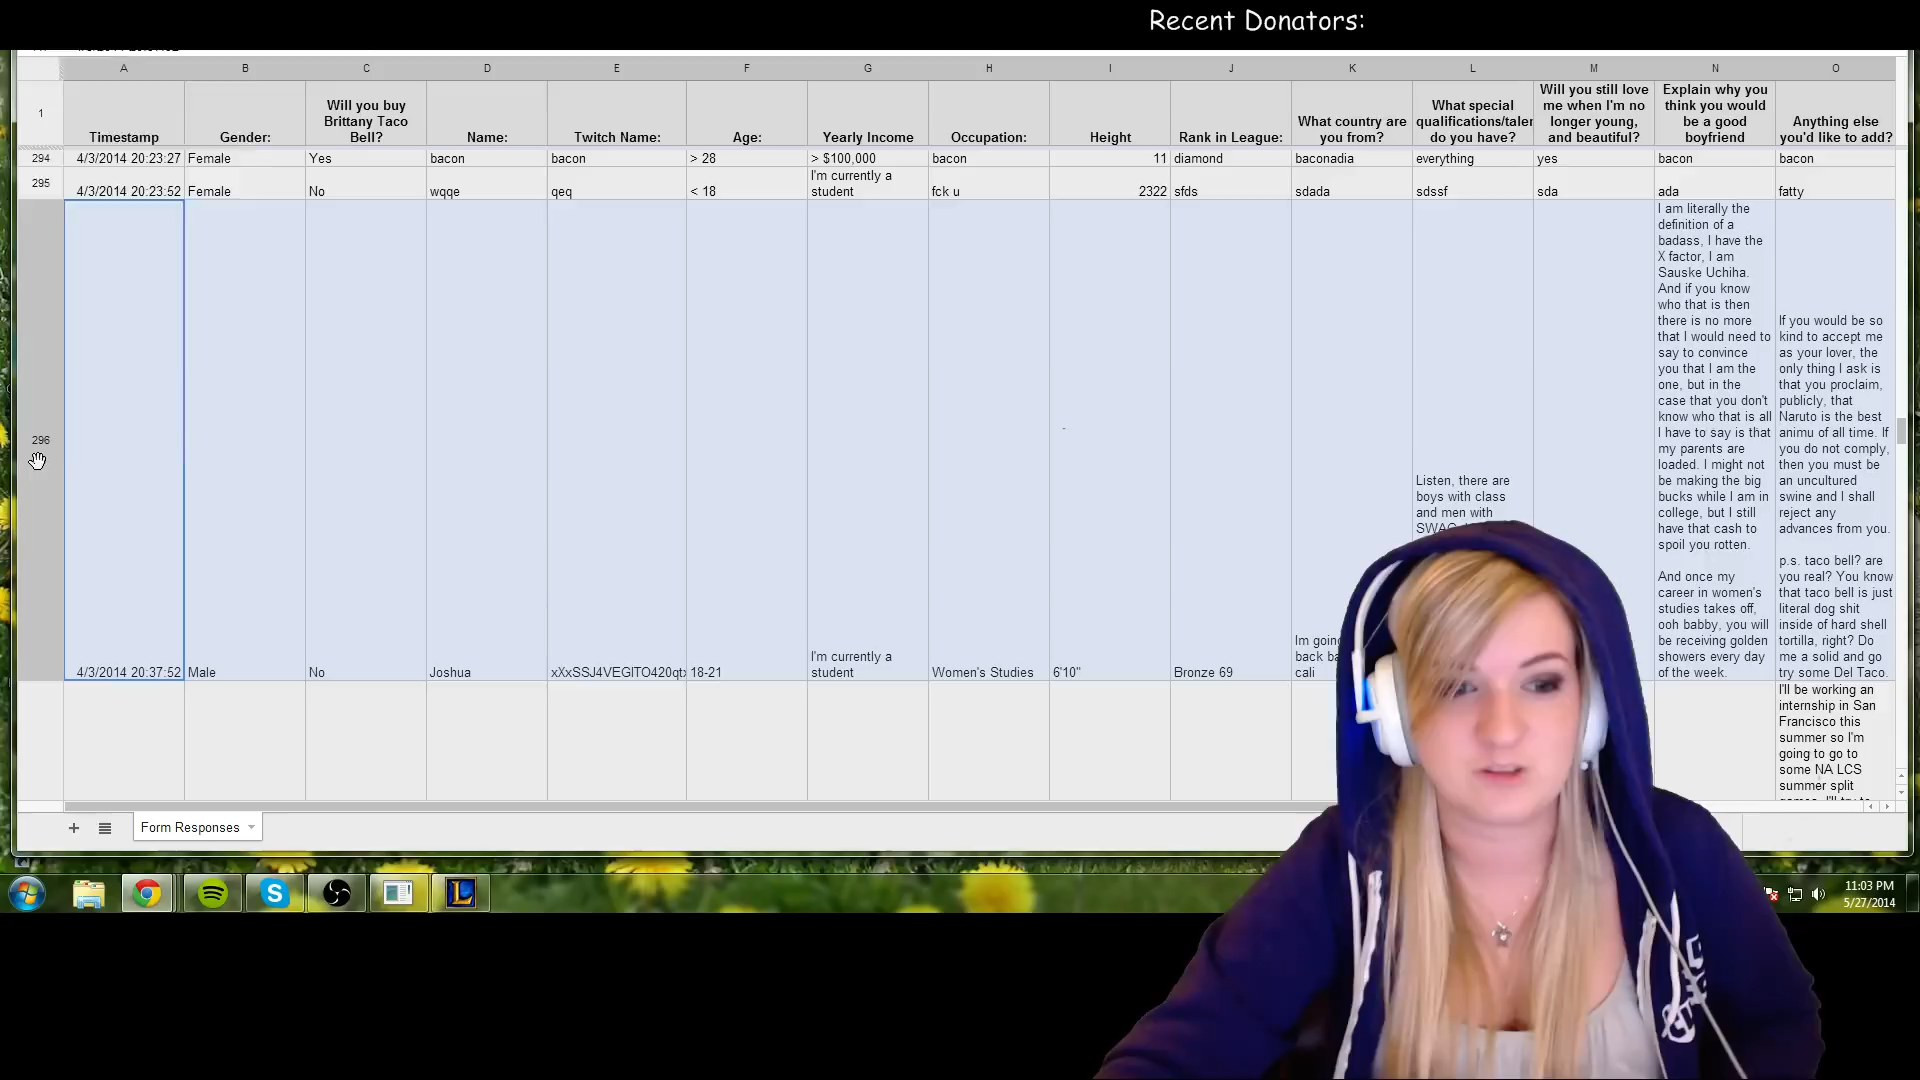 Recent Donators:
A B C D E F G H I J K L M N O
1
Timestamp
Gender:
Will you buy
Brittany Taco
Bell?
Name:
Twitch Name:
Age:
Yearly Income
Occupation:
Height
Rank in League:
What country are
you from?
What special
qualifications/taler
do you have?
Will you still love
me when I'm no
longer young,
and beautiful?
Explain why you
think you would
be a good
boyfriend
Anything else
you'd like to add?
294 4/3/2014 20:23:27 Female Yes bacon bacon > 28 > $100,000 bacon 11 diamond baconadia everything yes bacon bacon
295
I'm currently a
4/3/2014 20:23:52 Female No wqqe qeq < 18 student fck u 2322 sfds sdada sdssf sda ada fatty
296
4/3/2014 20:37:52 Male No Joshua xXxSSJ4VEGITO420qtx 18-21
I'm currently a
student
Women's Studies 6'10" Bronze 69
Im going
back ba
cali
Listen, there are
boys with class
and men with
I am literally the
definition of a
badass, I have the
X factor, I am
Sauske Uchiha.
And if you know
who that is then
there is no more
that I would need to
say to convince
you that I am the
one, but in the
case that you don't
know who that is all
I have to say is that
my parents are
loaded. I might not
be making the big
bucks while I am in
college, but I still
have that cash to
spoil you rotten.
And once my
career in women's
studies takes off,
ooh babby, you will
be receiving golden
showers every day
of the week.
If you would be so
kind to accept me
as your lover, the
only thing I ask is
that you proclaim,
publicly, that
Naruto is the best
animu of all time. If
you do not comply,
then you must be
an uncultured
swine and I shall
reject any
advances from you.
p.s. taco bell? are
you real? You know
that taco bell is just
literal dog shit
inside of hard shell
tortilla, right? Do
me a solid and go
try some Del Taco.
I'll be working an
internship in San
Francisco this
summer so I'm
going to go to
some NA LCS
summer split
Form Responses
11:03 PM
5/27/2014